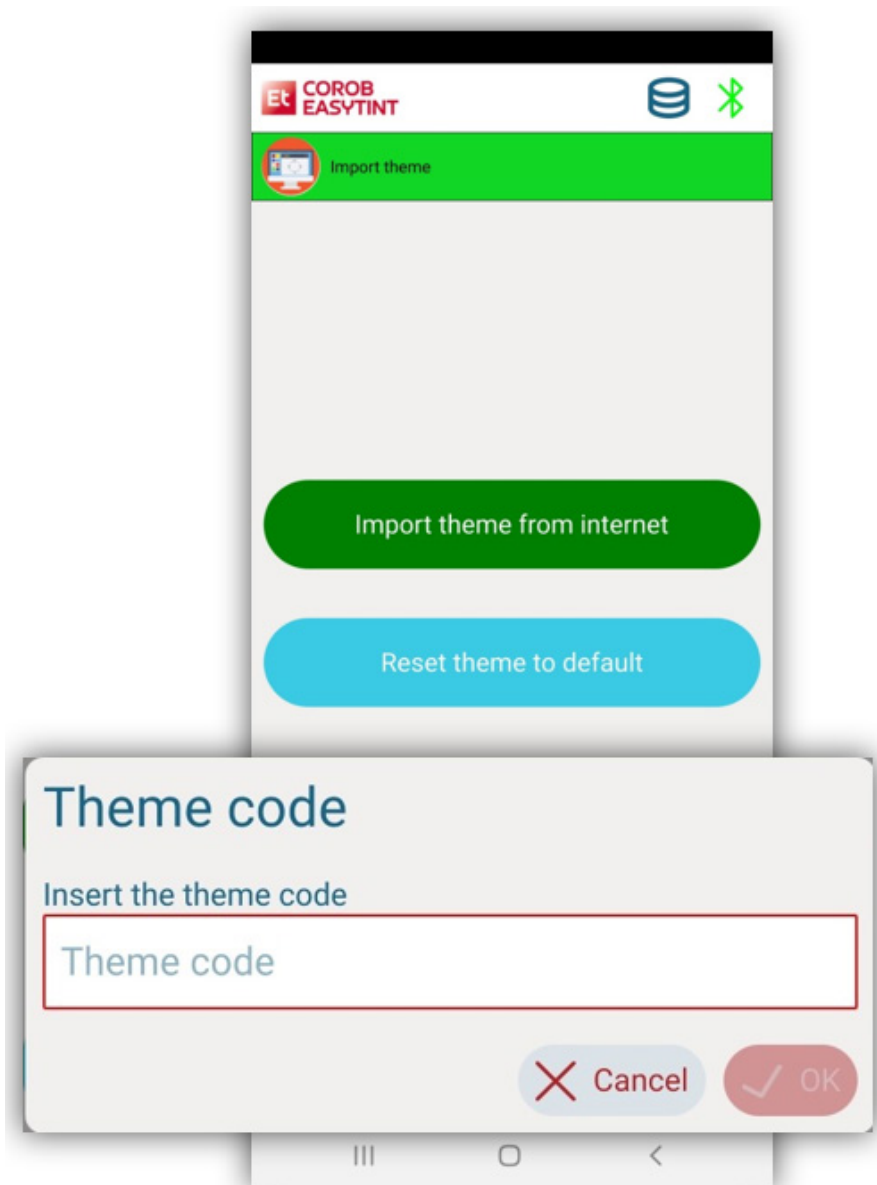 Et COROB
EASYTINT
Import theme
Import theme from internet
Reset theme to default
Theme code
Insert the theme code
Theme code
Cancel
OK